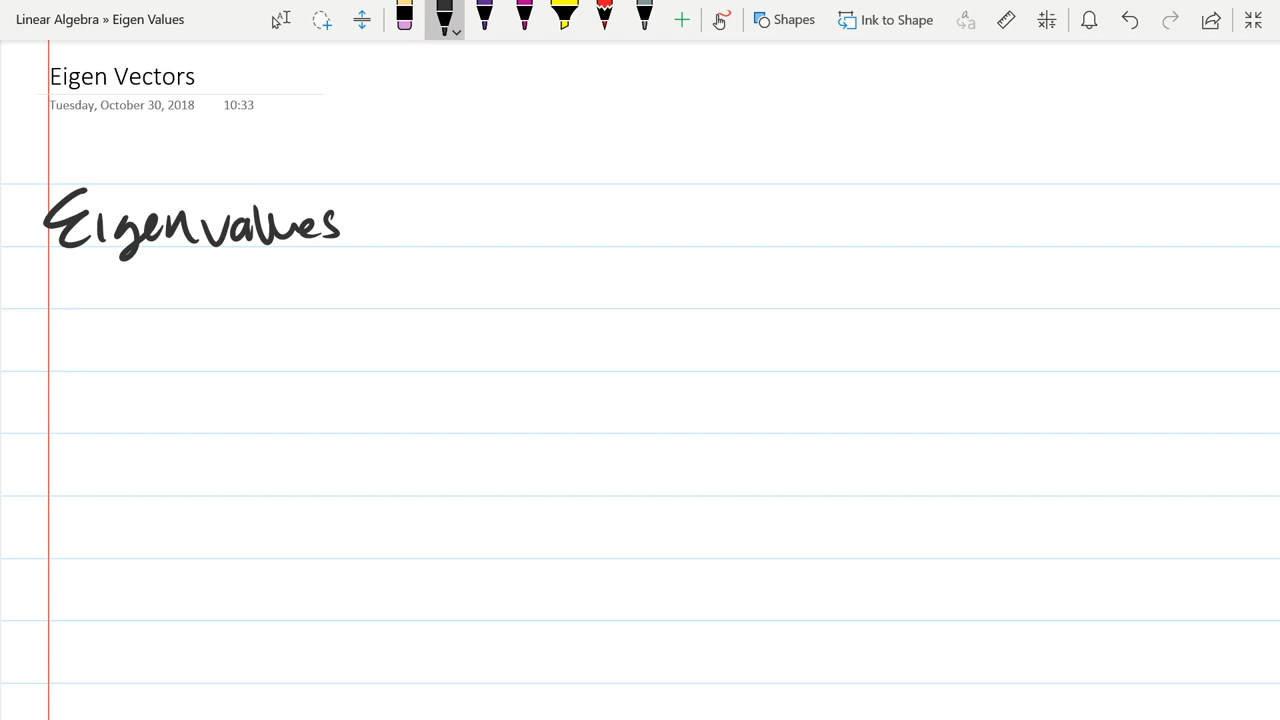 Linear Algebra » Eigen Values Shapes Ink to Shape
Eigen Vectors
Tuesday, October 30, 2018 10:33
Eigenvalues